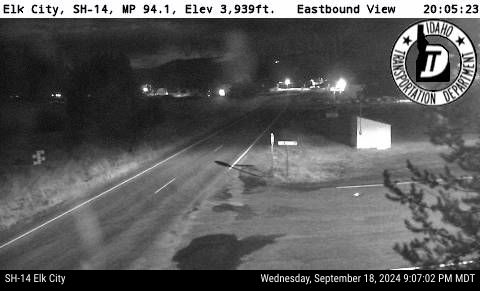 Elk City, SH-14, MP 94.1, Elev 3,939ft. Eastbound View 20:05:23
IDAHO
TRANSPORTATION DEPARTMENT
SH-14 Elk City Wednesday, September 18, 2024 9:07:02 PM MDT